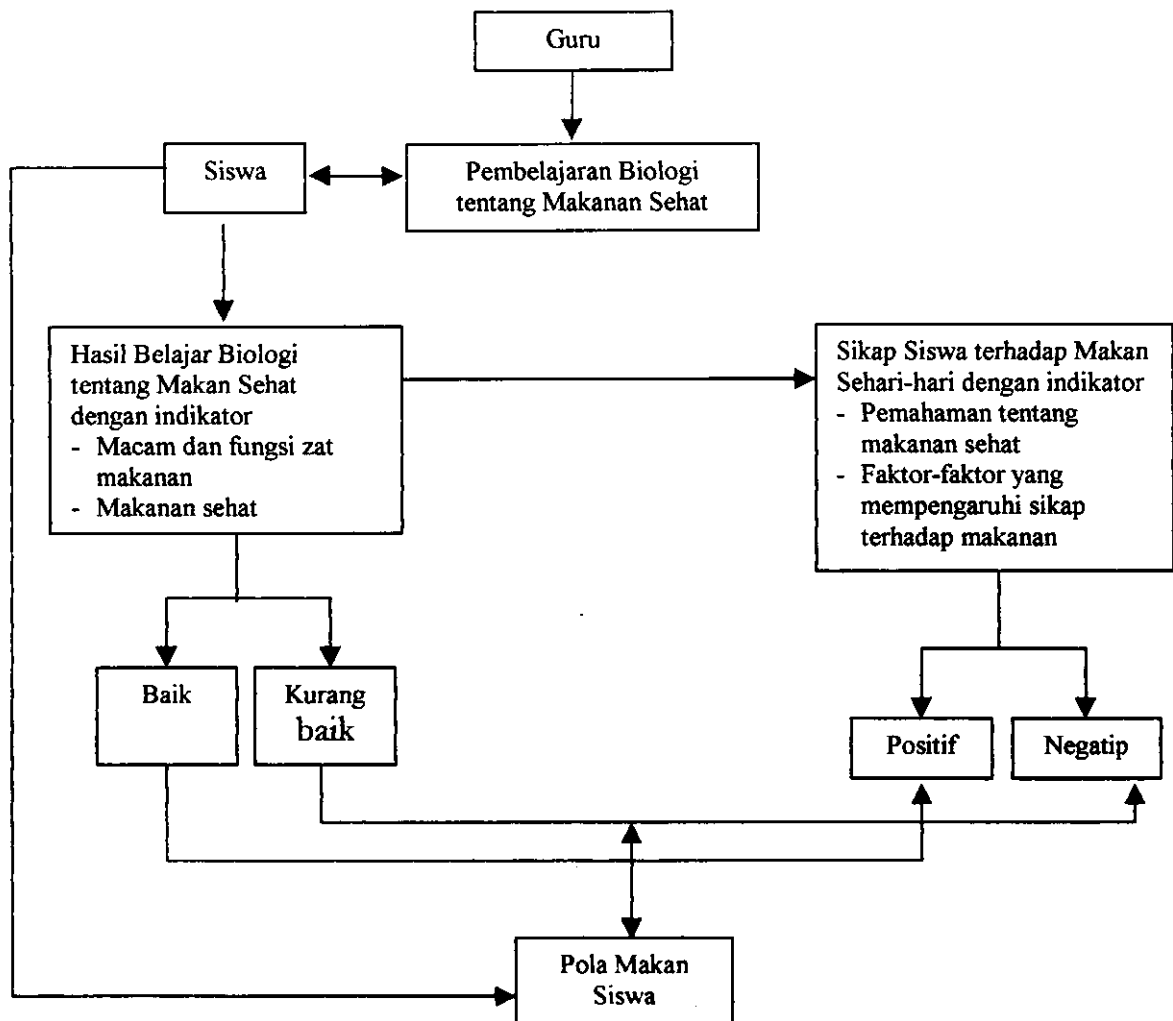 Guru
Siswa
Pembelajaran Biologi
tentang Makanan Sehat
Hasil Belajar Biologi
tentang Makan Sehat
dengan indikator
- Macam dan fungsi zat
makanan
- Makanan sehat
Sikap Siswa terhadap Makan
Sehari-hari dengan indikator
- Pemahaman tentang
makanan sehat
- Faktor-faktor yang
mempengaruhi sikap
terhadap makanan
Baik
Kurang
baik
Positif
Negatip
Pola Makan
Siswa